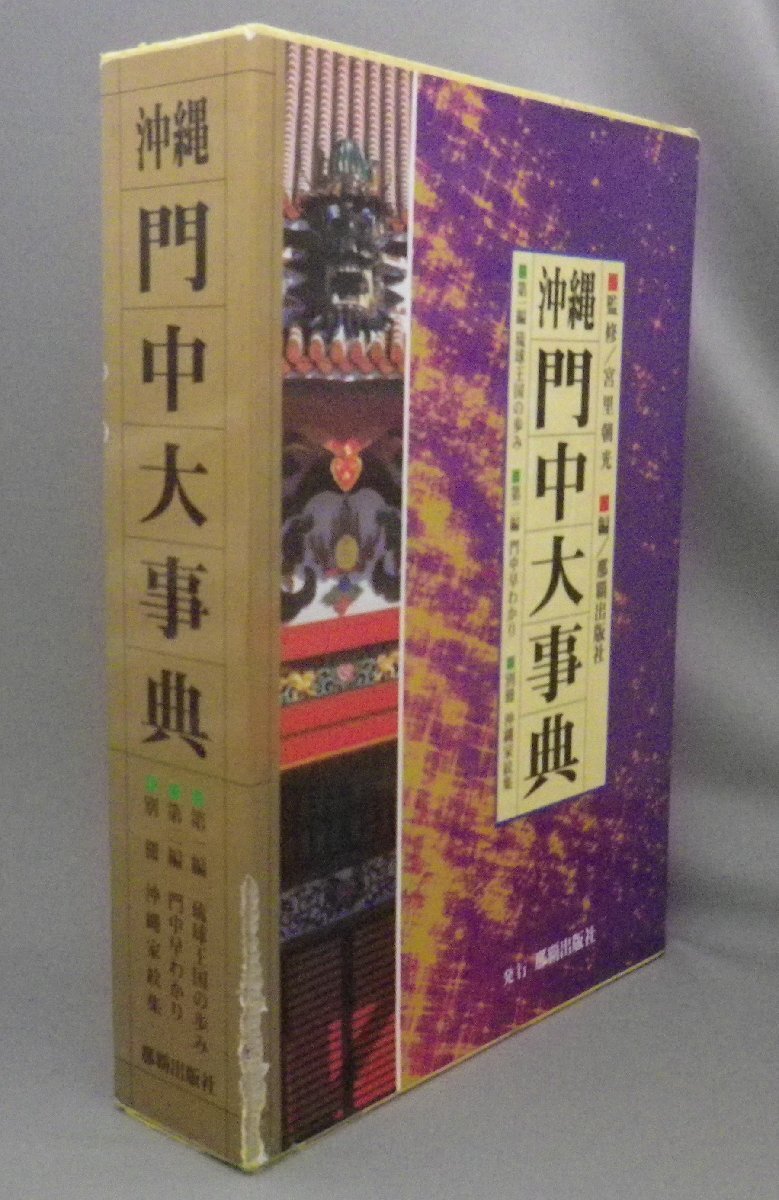 沖縄
門中大事典
第一編 琉球王国の歩み
第二編 門中早わかり
別冊 沖縄家紋集
那覇出版社
監修/宮里朝光
編/那覇出版社
沖縄
門中大事典
第一編 琉球王国の歩み
第二編 門中早わかり
別冊 沖縄家紋集
発行 那覇出版社